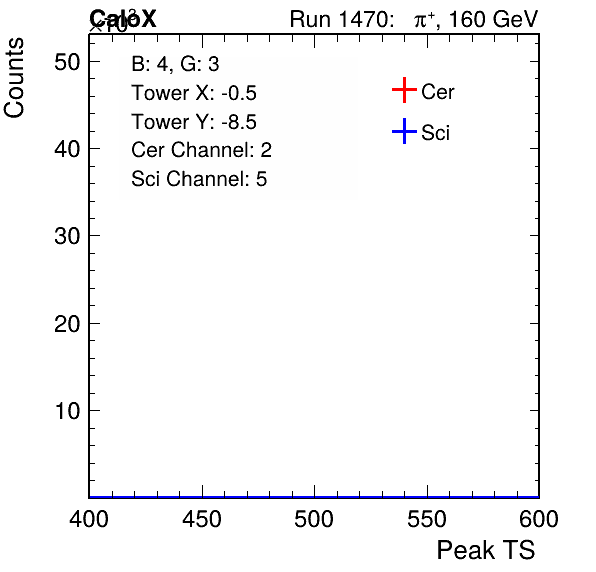 CaloX
×10³
Run 1470: π⁺, 160 GeV
Counts
B: 4, G: 3
Tower X: -0.5
Tower Y: -8.5
Cer Channel: 2
Sci Channel: 5
Cer
Sci
50
40
30
20
10
400 450 500 550 600
Peak TS